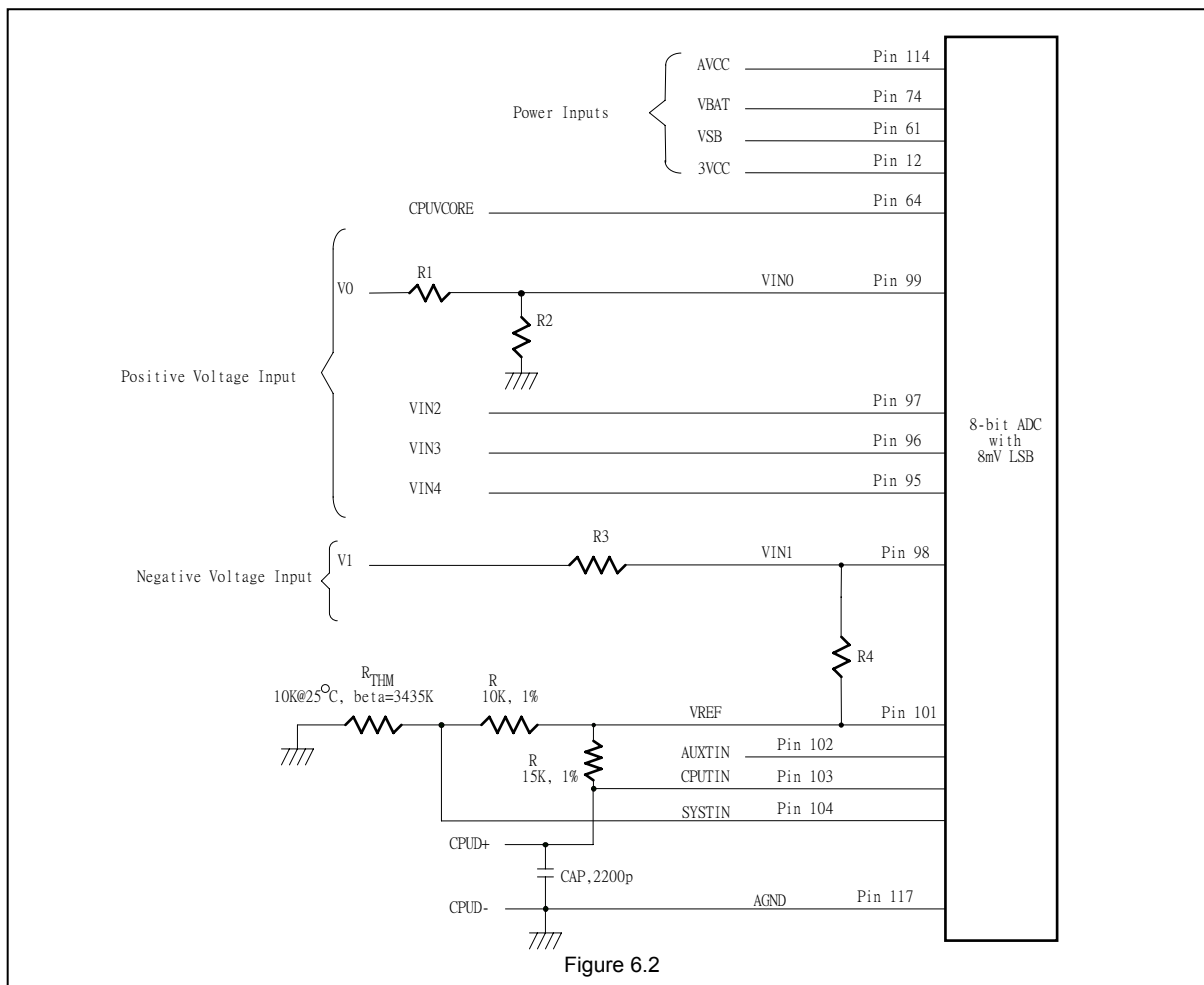 AVCC Pin 114
VBAT Pin 74
Power Inputs
VSB Pin 61
3VCC Pin 12
CPUVCORE Pin 64
R1
V0 VIN0 Pin 99
R2
Positive Voltage Input
VIN2 Pin 97
VIN3 Pin 96
VIN4 Pin 95
8-bit ADC
with
8mV LSB
R3
V1 VIN1 Pin 98
Negative Voltage Input
R4
RTHM
10K@25°C, beta=3435K
R
10K, 1%
VREF Pin 101
R
15K, 1%
AUXTIN Pin 102
CPUTIN Pin 103
SYSTIN Pin 104
CPUD+
CAP,2200p
CPUD- AGND Pin 117
Figure 6.2